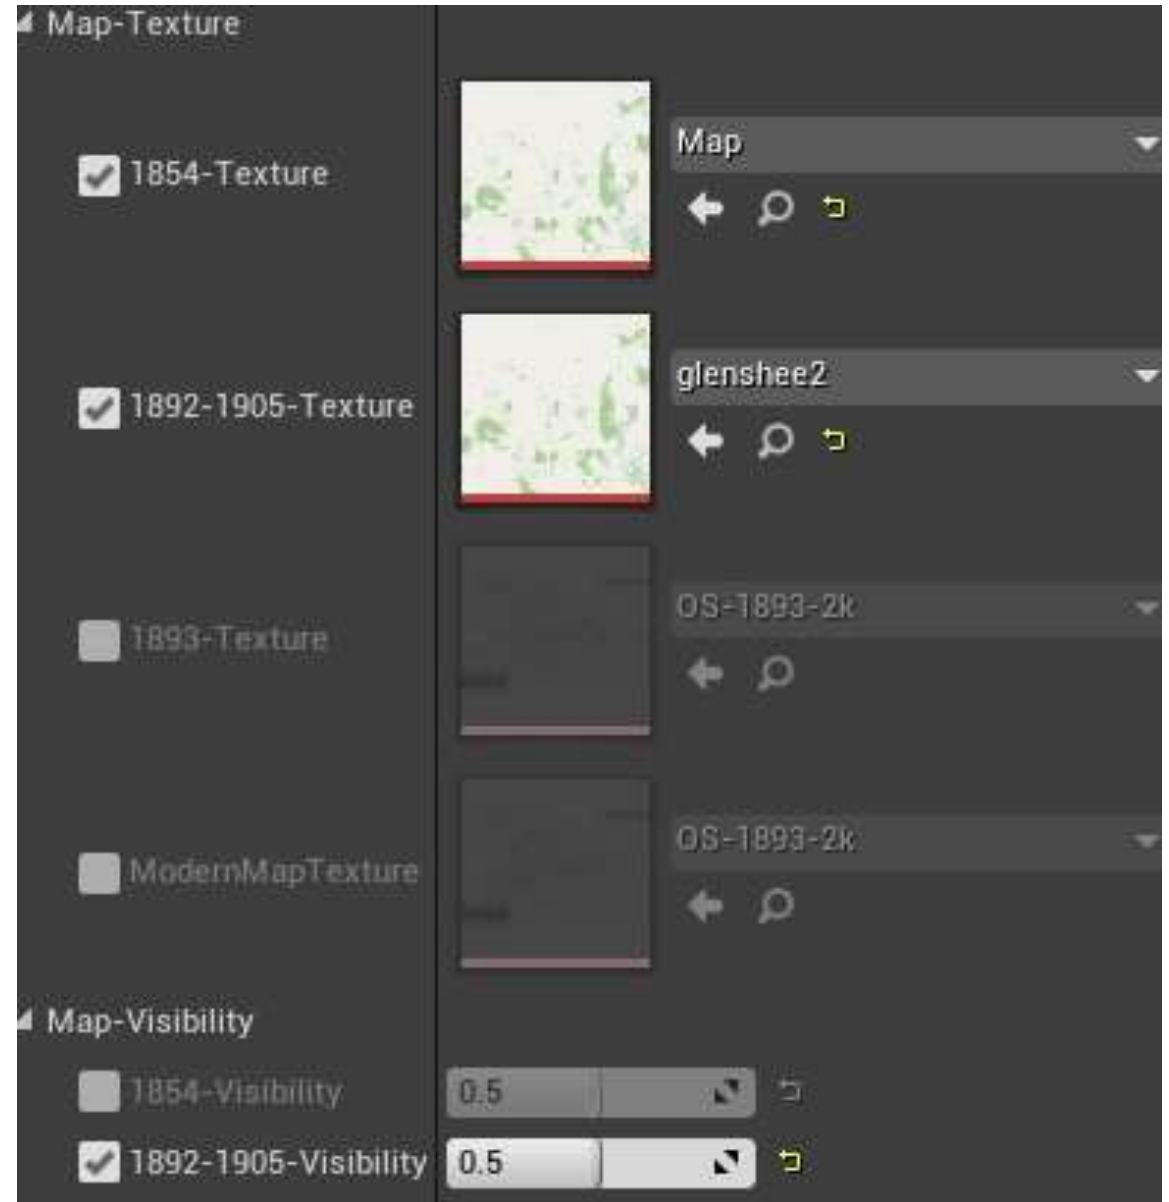 Map-Texture
1854-Texture
Map
1892-1905-Texture
glenshee2
1893-Texture
OS-1893-2k
ModernMapTexture
OS-1893-2k
Map-Visibility
1854-Visibility 0.5
1892-1905-Visibility 0.5